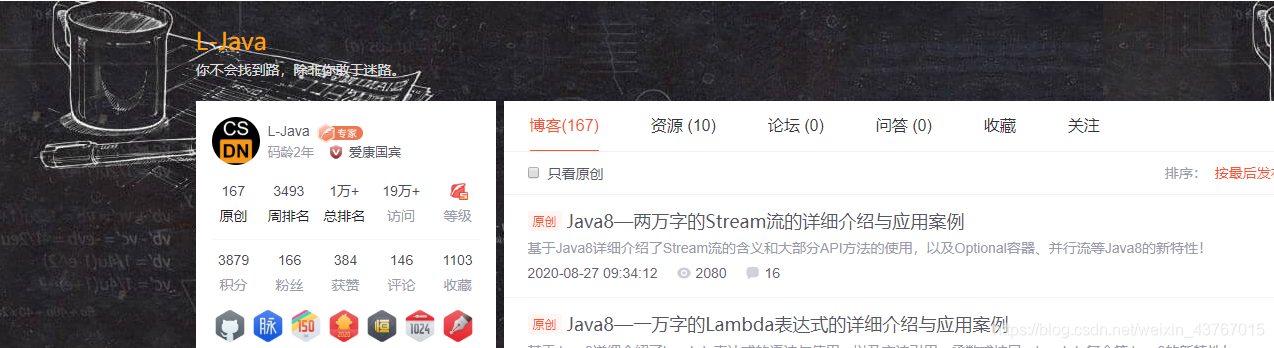 L-Java
你不会找到路，除非你敢于迷路。
CS
DN
L-Java 专家
码龄2年 爱康国宾
167 3493 1万+ 19万+
原创 周排名 总排名 访问 等级
3879 166 384 146 1103
积分 粉丝 获赞 评论 收藏
脉 150 2020 恒 1024
博客(167) 资源 (10) 论坛 (0) 问答 (0) 收藏 关注
只看原创 排序： 按最后发
原创 Java8—两万字的Stream流的详细介绍与应用案例
基于Java8详细介绍了Stream流的含义和大部分API方法的使用，以及Optional容器、并行流等Java8的新特性！
2020-08-27 09:34:12 2080 16
原创 Java8—一万字的Lambda表达式的详细介绍与应用案例
https://blog.csdn.net/weixin_43767015